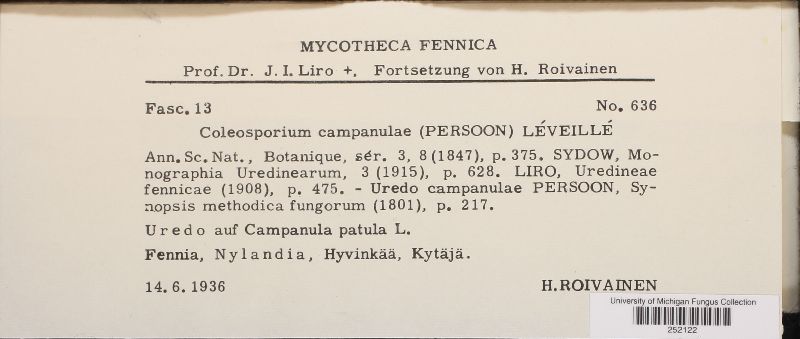 MYCOTHECA FENNICA
Prof. Dr. J. I. Liro +. Fortsetzung von H. Roivainen
Fasc. 13 No. 636
Coleosporium campanulae (PERSOON) LÉVEILLÉ
Ann. Sc. Nat., Botanique, sér. 3, 8 (1847), p. 375. SYDOW, Mo-
nographia Uredinearum, 3 (1915), p. 628. LIRO, Uredineae
fennicae (1908), p. 475. - Uredo campanulae PERSOON, Sy-
nopsis methodica fungorum (1801), p. 217.
Uredo auf Campanula patula L.
Fennia, Nylandia, Hyvinkää, Kytäjä.
14. 6. 1936 H. ROIVAINEN
University of Michigan Fungus Collection
252122